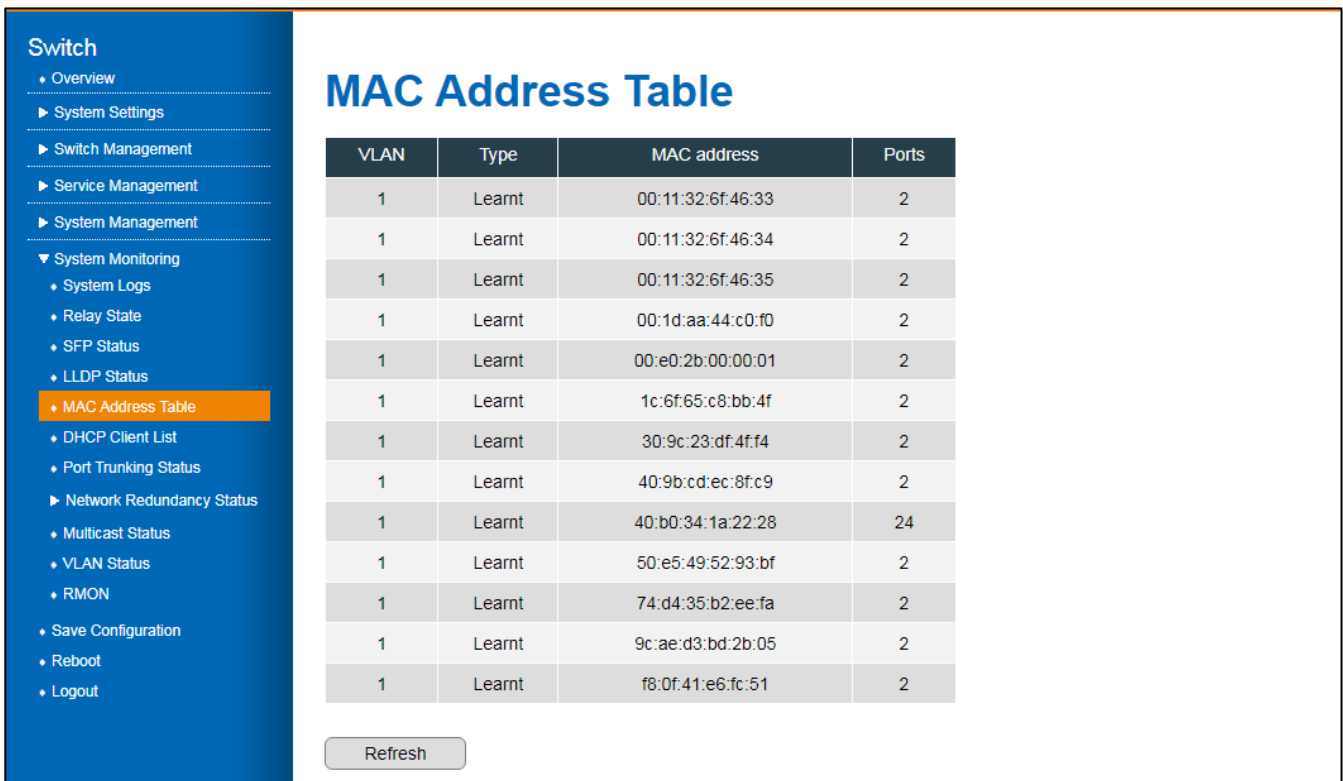 Switch
Overview
System Settings
Switch Management
Service Management
System Management
System Monitoring
System Logs
Relay State
SFP Status
LLDP Status
MAC Address Table
DHCP Client List
Port Trunking Status
Network Redundancy Status
Multicast Status
VLAN Status
RMON
Save Configuration
Reboot
Logout
MAC Address Table
VLAN Type MAC address Ports
1 Learnt 00:11:32:6f:46:33 2
1 Learnt 00:11:32:6f:46:34 2
1 Learnt 00:11:32:6f:46:35 2
1 Learnt 00:1d:aa:44:c0:f0 2
1 Learnt 00:e0:2b:00:00:01 2
1 Learnt 1c:6f:65:c8:bb:4f 2
1 Learnt 30:9c:23:df:4f:f4 2
1 Learnt 40:9b:cd:ec:8f:c9 2
1 Learnt 40:b0:34:1a:22:28 24
1 Learnt 50:e5:49:52:93:bf 2
1 Learnt 74:d4:35:b2:ee:fa 2
1 Learnt 9c:ae:d3:bd:2b:05 2
1 Learnt f8:0f:41:e6:fc:51 2
Refresh